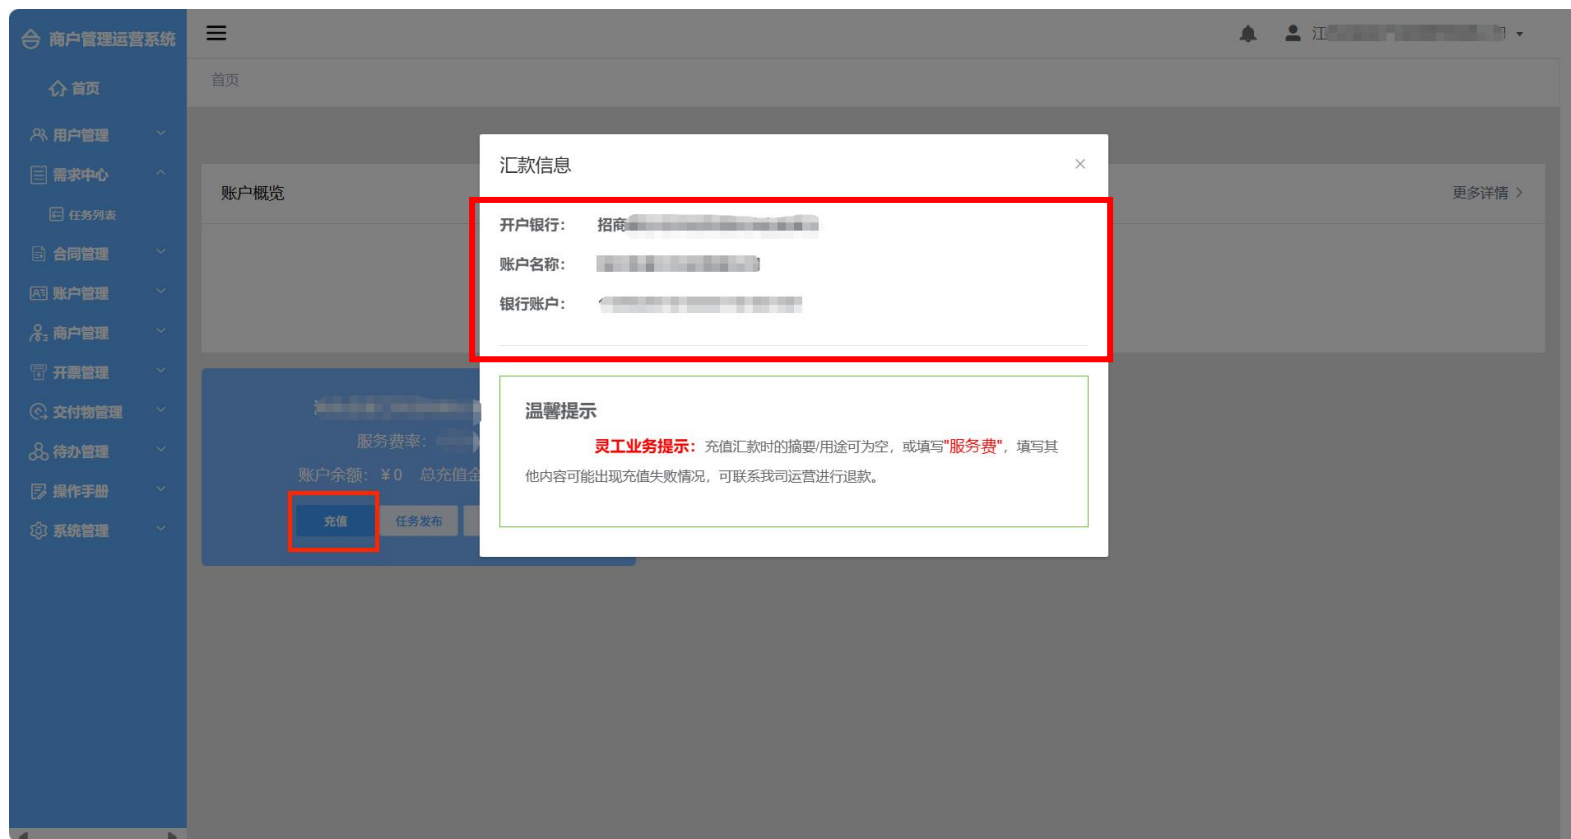 商户管理运营系统
江
首页
首页
用户管理
需求中心
任务列表
合同管理
账户管理
商户管理
开票管理
交付物管理
待办管理
操作手册
系统管理
账户概览
更多详情
服务费率：
账户余额：￥0 总充值金
充值
任务发布
汇款信息
开户银行： 招商
账户名称：
银行账户：
温馨提示
灵工业务提示：充值汇款时的摘要/用途可为空，或填写"服务费"，填写其
他内容可能出现充值失败情况，可联系我司运营进行退款。